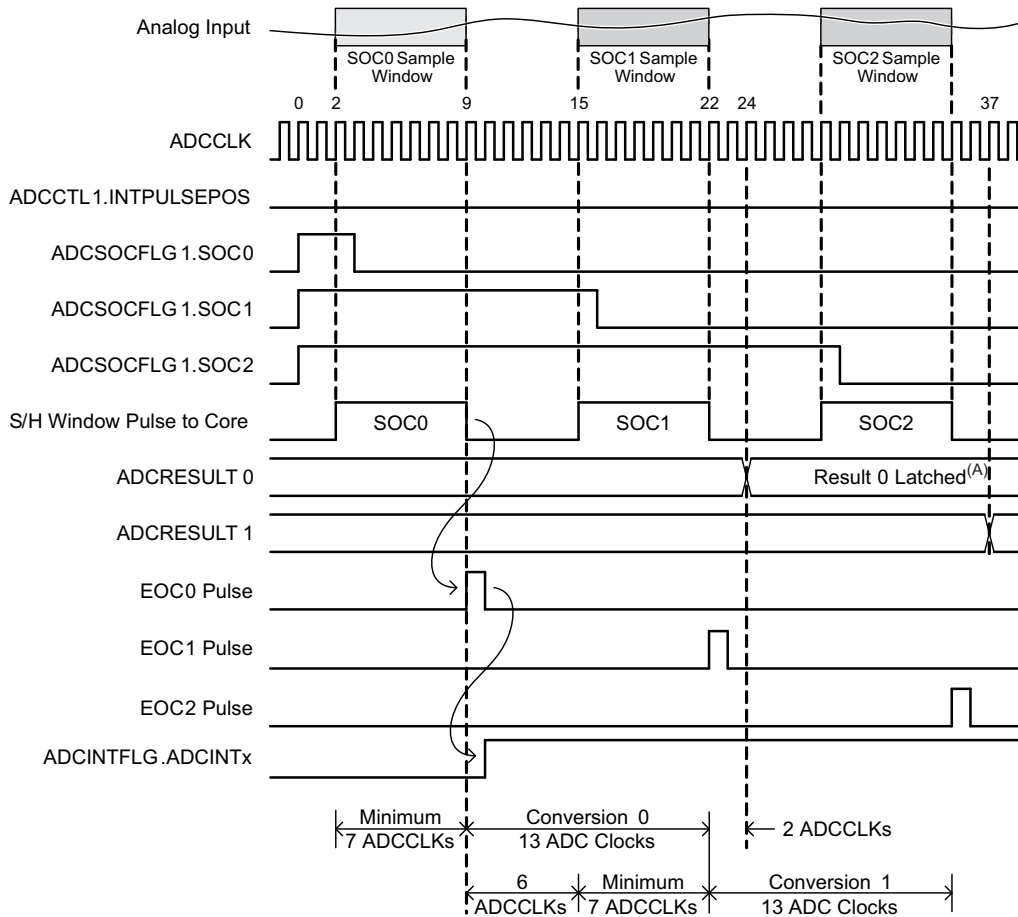 Analog Input
SOC0 Sample
Window
SOC1 Sample
Window
SOC2 Sample
Window
0 2 9 15 22 24 37
ADCCLK
ADCCTL1.INTPULSEPOS
ADCSOCFLG 1.SOC0
ADCSOCFLG 1.SOC1
ADCSOCFLG 1.SOC2
S/H Window Pulse to Core
SOC0 SOC1 SOC2
ADCRESULT 0
Result 0 Latched(A)
ADCRESULT 1
EOC0 Pulse
EOC1 Pulse
EOC2 Pulse
ADCINTFLG.ADCINTx
Minimum
7 ADCCLKs
Conversion 0
13 ADC Clocks
2 ADCCLKs
6
ADCCLKs
Minimum
7 ADCCLKs
Conversion 1
13 ADC Clocks